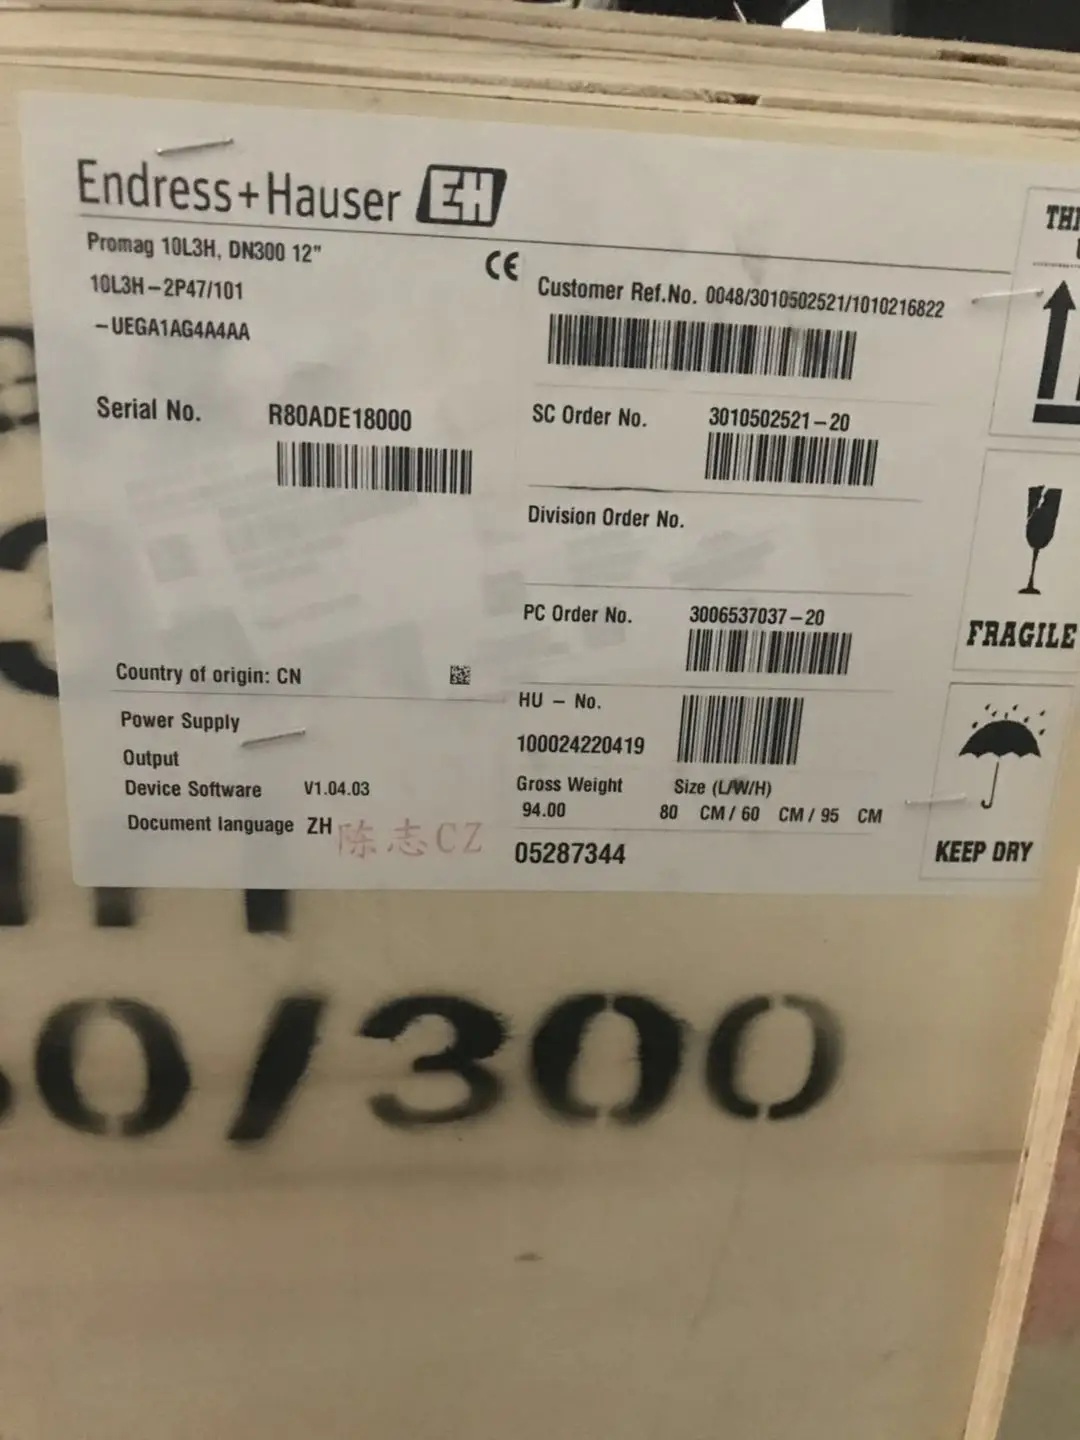 Endress+Hauser EH
Promag 10L3H, DN300 12"
10L3H-2P47/101
-UEGA1AG4A4AA
CE
Serial No. R80ADE18000
Country of origin: CN
Power Supply
Output
Device Software V1.04.03
Document language ZH
陈志CZ
Customer Ref.No. 0048/3010502521/1010216822
SC Order No. 3010502521-20
Division Order No.
PC Order No. 3006537037-20
HU - No.
100024220419
Gross Weight Size (L/W/H)
94.00 80 CM / 60 CM / 95 CM
05287344
FRAGILE
KEEP DRY
0/300